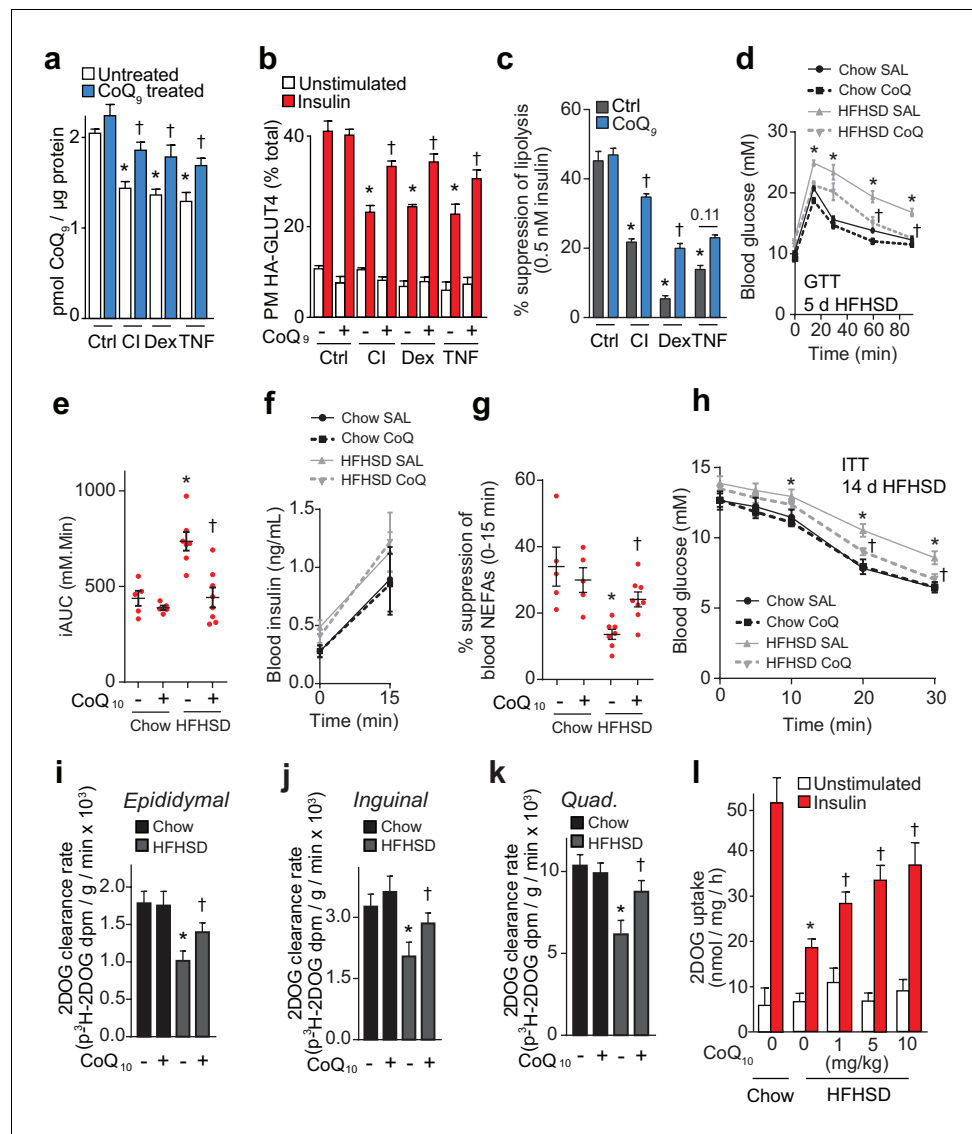 a
Untreated
CoQ9 treated
pmol CoQ9 / µg protein
2
1
0
* † * † * †
Ctrl CI Dex TNF
b
Unstimulated
Insulin
PM HA-GLUT4 (% total)
40
20
0
* † * † * †
CoQ9 - + - + - + - +
Ctrl CI Dex TNF
c
Ctrl
CoQ9
% suppression of lipolysis
(0.5 nM insulin)
60
40
20
0
* † * † * 0.11
Ctrl CI Dex TNF
d
Chow SAL
Chow CoQ
HFHSD SAL
HFHSD CoQ
Blood glucose
(mM)
30
20
10
0
* * * † * †
GTT
5 d HFHSD
0 20 40 60 80
Time (min)
e
iAUC (mM.Min)
1000
500
0
* †
CoQ10 - + - +
Chow HFHSD
f
Chow SAL
Chow CoQ
HFHSD SAL
HFHSD CoQ
Blood insulin (ng/mL)
1.5
1.0
0.5
0.0
0 15
Time (min)
g
% suppression of
blood NEFAs (0-15 min)
60
40
20
0
* †
CoQ10 - + - +
Chow HFHSD
h
ITT
14 d HFHSD
Blood glucose (mM)
15
10
5
0
* * † * †
Chow SAL
Chow CoQ
HFHSD SAL
HFHSD CoQ
0 10 20 30
Time (min)
i
Epididymal
Chow
HFHSD
2DOG clearance rate
(p-³H-2DOG dpm / g / min x 10³)
2.0
1.5
1.0
0.5
0.0
* †
CoQ10 - + - +
j
Inguinal
Chow
HFHSD
2DOG clearance rate
(p-³H-2DOG dpm / g / min x 10³)
3.0
1.5
0.0
* †
CoQ10 - + - +
k
Quad.
Chow
HFHSD
2DOG clearance rate
(p-³H-2DOG dpm / g / min x 10³)
10
5
0
* †
CoQ10 - + - +
l
Unstimulated
Insulin
2DOG uptake
(nmol / mg / h)
50
40
30
20
10
0
* † † †
CoQ10 0 0 1 5 10
(mg/kg)
Chow HFHSD